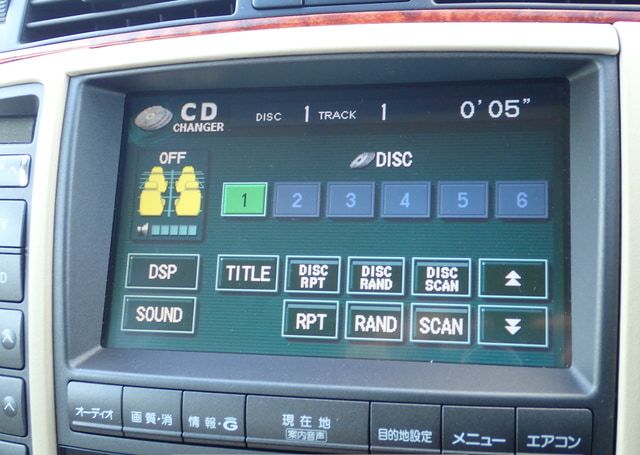 CD CHANGER DISC 1 TRACK 1 0'05"
OFF
DISC
1 2 3 4 5 6
DSP TITLE DISC RPT DISC RAND DISC SCAN
SOUND RPT RAND SCAN
オーディオ 画質・消 情報・G 現在地 案内音声 目的地設定 メニュー エアコン